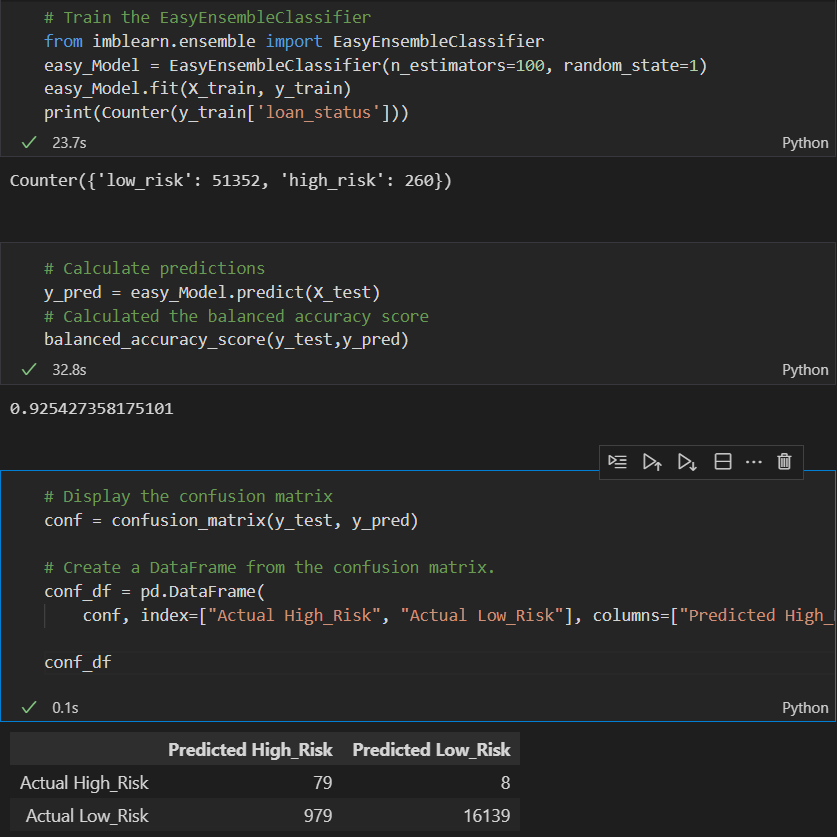 # Train the EasyEnsembleClassifier
from imblearn.ensemble import EasyEnsembleClassifier
easy_Model = EasyEnsembleClassifier(n_estimators=100, random_state=1)
easy_Model.fit(X_train, y_train)
print(Counter(y_train['loan_status']))
23.7s Python
Counter({'low_risk': 51352, 'high_risk': 260})
# Calculate predictions
y_pred = easy_Model.predict(X_test)
# Calculated the balanced accuracy score
balanced_accuracy_score(y_test,y_pred)
32.8s Python
0.925427358175101
# Display the confusion matrix
conf = confusion_matrix(y_test, y_pred)
# Create a DataFrame from the confusion matrix.
conf_df = pd.DataFrame(
conf, index=["Actual High_Risk", "Actual Low_Risk"], columns=["Predicted High_
conf_df
0.1s Python
Predicted High_Risk Predicted Low_Risk
Actual High_Risk 79 8
Actual Low_Risk 979 16139